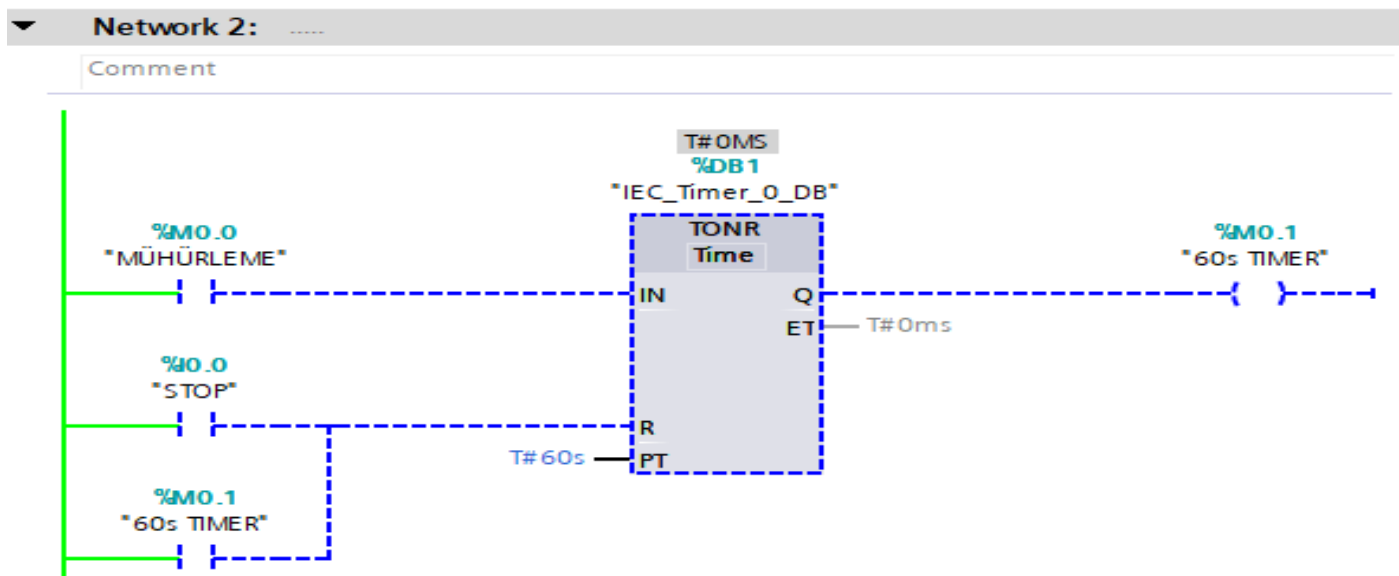 Network 2: .....
Comment
T#0MS
%DB1
"IEC_Timer_0_DB"
TONR
Time
%M0.0
"MÜHÜRLEME"
%M0.1
"60s TIMER"
IN
Q
ET
T#0ms
%I0.0
"STOP"
R
T#60s
PT
%M0.1
"60s TIMER"